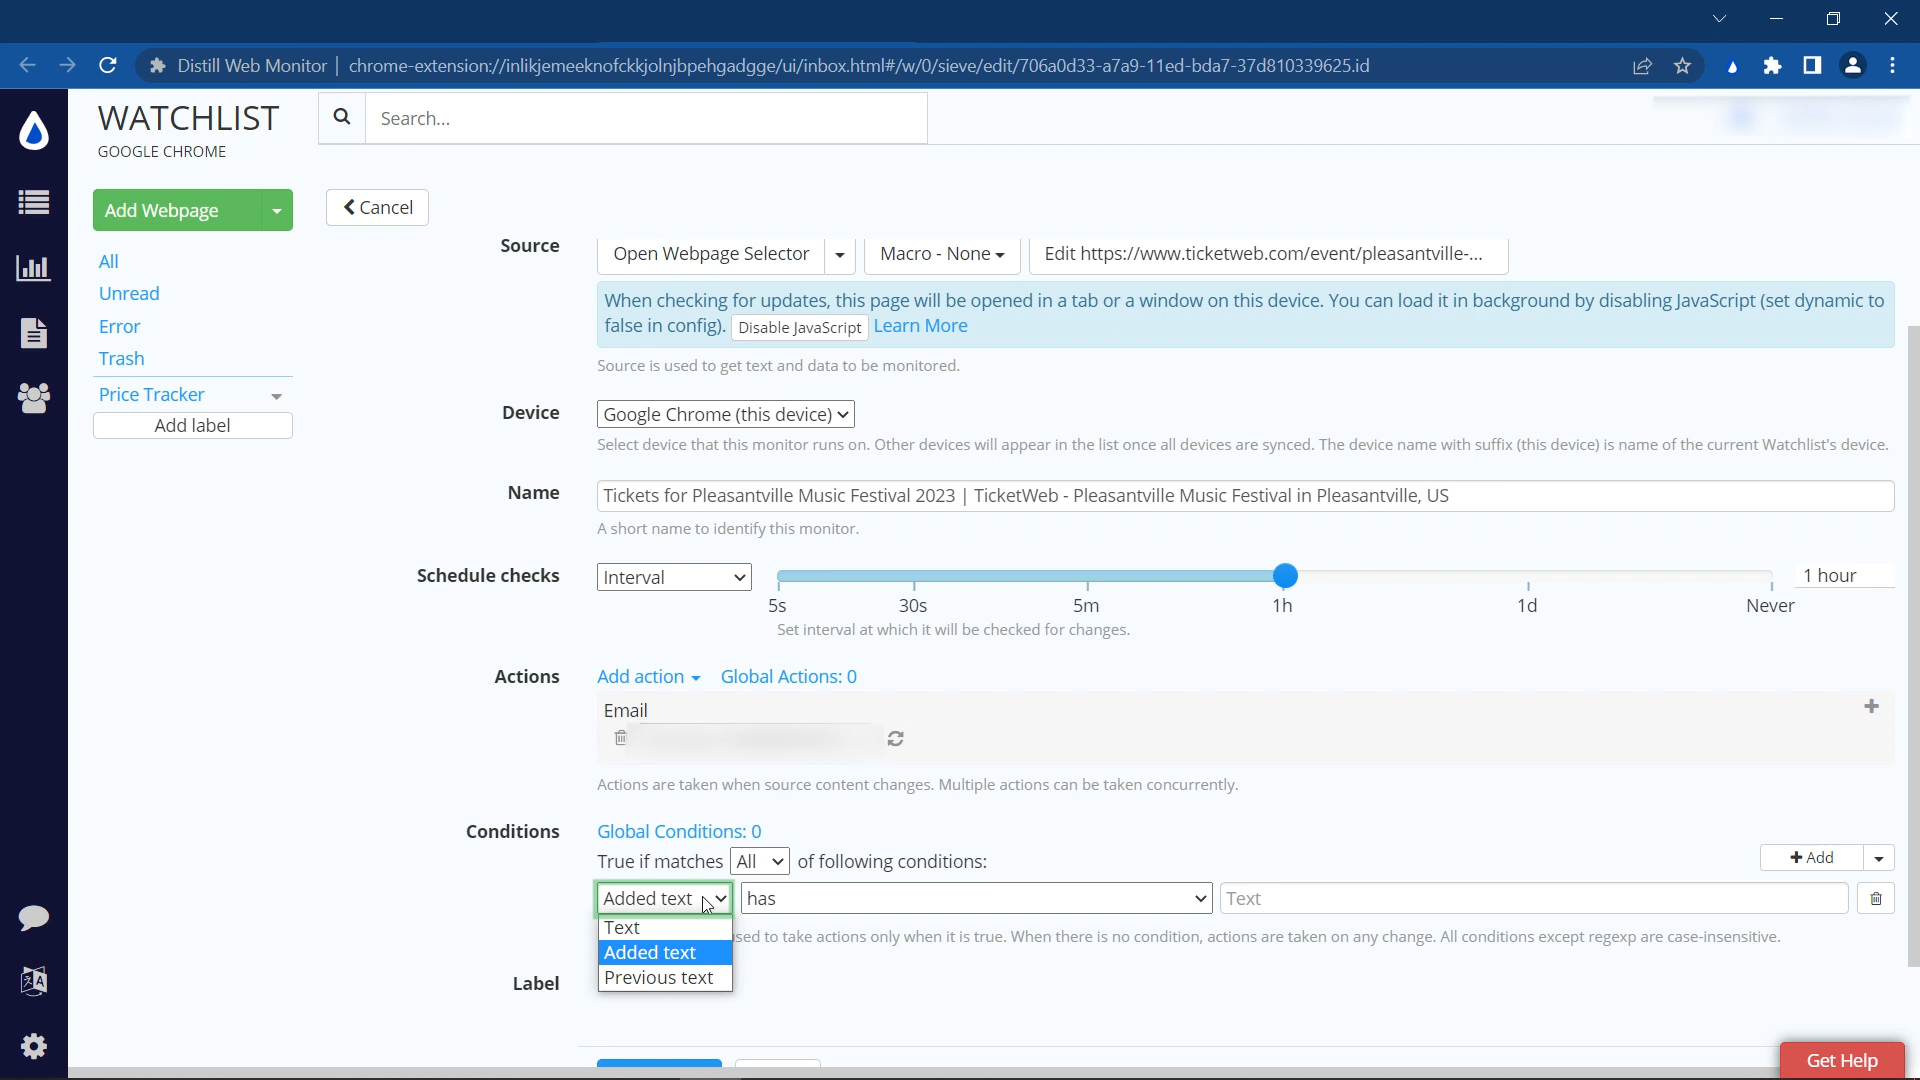 Distill Web Monitor | chrome-extension://inlikjemeeknofckkjolnjbpehgadgge/ui/inbox.html#/w/0/sieve/edit/706a0d33-a7a9-11ed-bda7-37d810339625.id
WATCHLIST
GOOGLE CHROME
Search...
Add Webpage
Cancel
All
Unread
Error
Trash
Price Tracker
Add label
Source
Open Webpage Selector
Macro - None
Edit https://www.ticketweb.com/event/pleasantville-...
When checking for updates, this page will be opened in a tab or a window on this device. You can load it in background by disabling JavaScript (set dynamic to
false in config). Disable JavaScript Learn More
Source is used to get text and data to be monitored.
Device
Google Chrome (this device)
Select device that this monitor runs on. Other devices will appear in the list once all devices are synced. The device name with suffix (this device) is name of the current Watchlist's device.
Name
Tickets for Pleasantville Music Festival 2023 | TicketWeb - Pleasantville Music Festival in Pleasantville, US
A short name to identify this monitor.
Schedule checks
Interval
1 hour
5s 30s 5m 1h 1d Never
Set interval at which it will be checked for changes.
Actions
Add action Global Actions: 0
Email
Actions are taken when source content changes. Multiple actions can be taken concurrently.
Conditions
Global Conditions: 0
True if matches All of following conditions:
+ Add
Added text
has
Text
Text
Added text
Previous text
sed to take actions only when it is true. When there is no condition, actions are taken on any change. All conditions except regexp are case-insensitive.
Label
Get Help